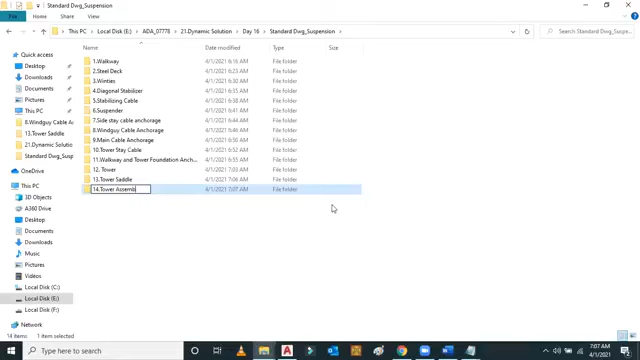 Standard Dwg_Suspension
File Home Share View
This PC › Local Disk (E:) › ADA_07778 › 21.Dynamic Solution › Day 16 › Standard Dwg_Suspension ›
Search Standard Dwg_Suspension
Name Date modified Type Size
Quick access
Desktop
Downloads
Documents
Pictures
This PC
8.Windguy Cable Anchorag
13.Tower Saddle
21.Dynamic Solution
Standard Dwg_Suspension
OneDrive
This PC
3D Objects
A360 Drive
Desktop
Documents
Downloads
Music
Pictures
Videos
Local Disk (C:)
Local Disk (E:)
Local Disk (F:)
Network
1.Walkway 4/1/2021 6:16 AM File folder
2.Steel Deck 4/1/2021 6:23 AM File folder
3.Winties 4/1/2021 6:30 AM File folder
4.Diagonal Stabilizer 4/1/2021 6:35 AM File folder
5.Stabilizing Cable 4/1/2021 6:38 AM File folder
6.Suspender 4/1/2021 6:41 AM File folder
7.Side stay cable anchorage 4/1/2021 6:44 AM File folder
8.Windguy Cable Anchorage 4/1/2021 6:46 AM File folder
9.Main Cable Anchorage 4/1/2021 6:50 AM File folder
10.Tower Stay Cable 4/1/2021 6:52 AM File folder
11.Walkway and Tower Foundation Anch... 4/1/2021 6:55 AM File folder
12. Tower 4/1/2021 7:03 AM File folder
13.Tower Saddle 4/1/2021 7:06 AM File folder
14.Tower Assemb 4/1/2021 7:07 AM File folder
14 items 1 item selected
Type here to search
7:07 AM
4/1/2021